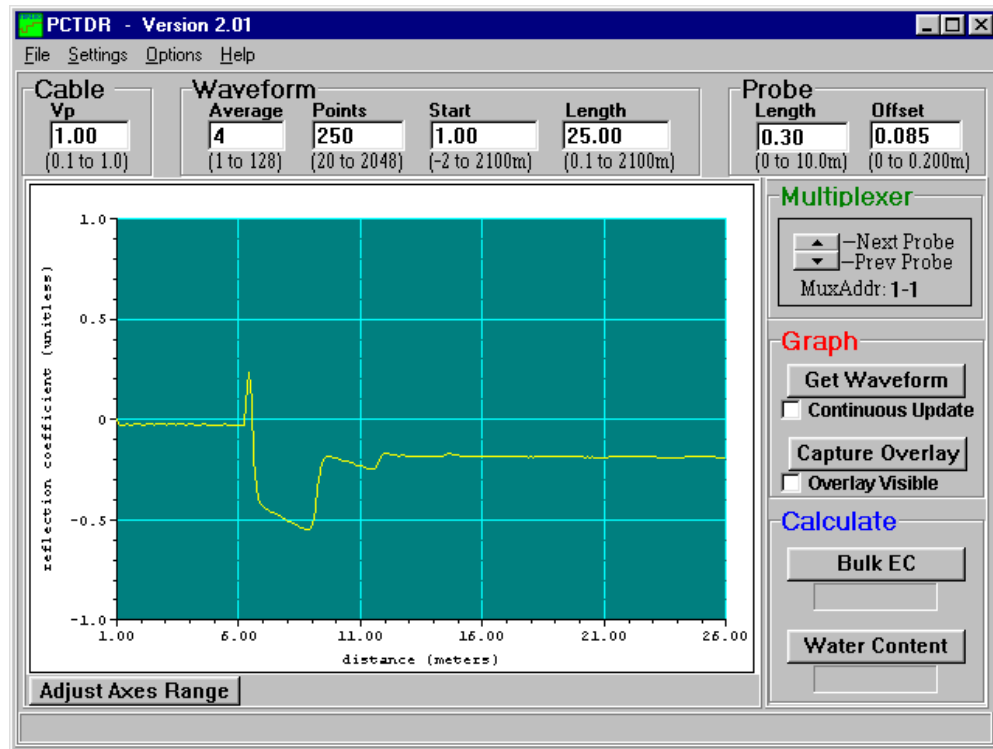 PCTDR - Version 2.01
File Settings Options Help
Cable
Vp
1.00
(0.1 to 1.0)
Waveform
Average Points Start Length
4 250 1.00 25.00
(1 to 128) (20 to 2048) (-2 to 2100m) (0.1 to 2100m)
Probe
Length Offset
0.30 0.085
(0 to 10.0m) (0 to 0.200m)
1.0
0.5
0
-0.5
-1.0
reflection coefficient (unitless)
1.00 6.00 11.00 16.00 21.00 26.00
distance (meters)
Adjust Axes Range
Multiplexer
—Next Probe
—Prev Probe
MuxAddr: 1-1
Graph
Get Waveform
Continuous Update
Capture Overlay
Overlay Visible
Calculate
Bulk EC
Water Content